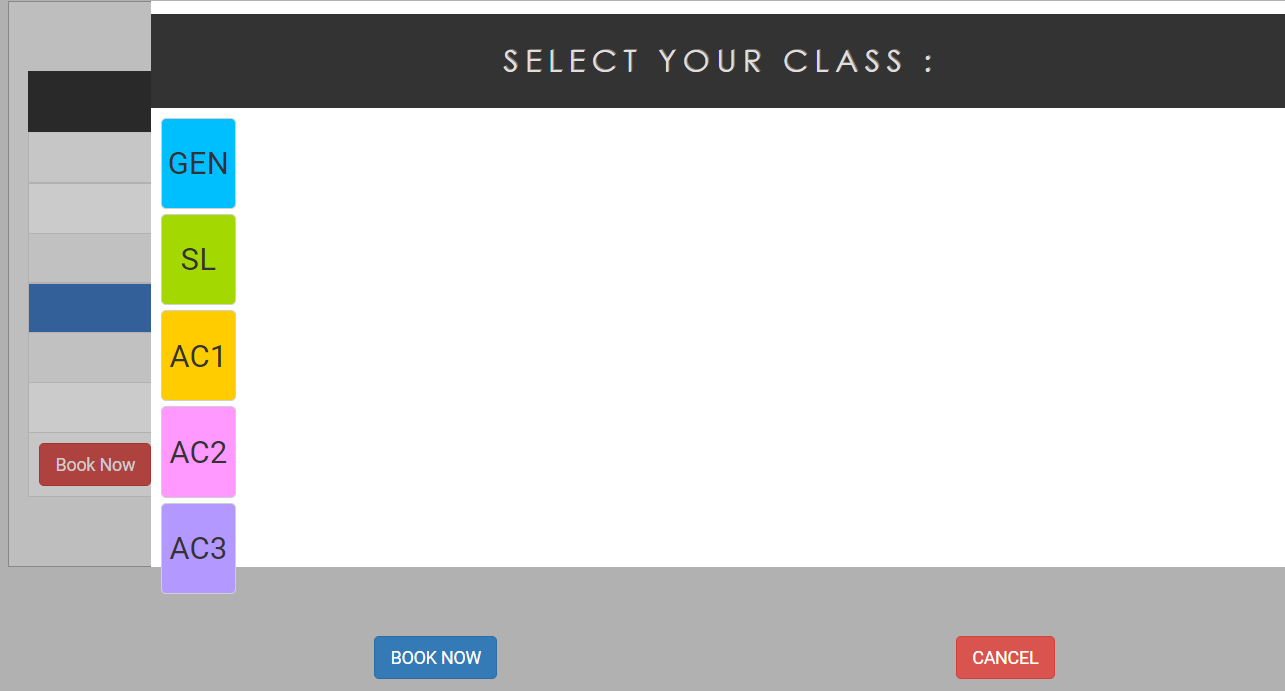 SELECT YOUR CLASS :
GEN
SL
AC1
AC2
AC3
Book Now
BOOK NOW
CANCEL